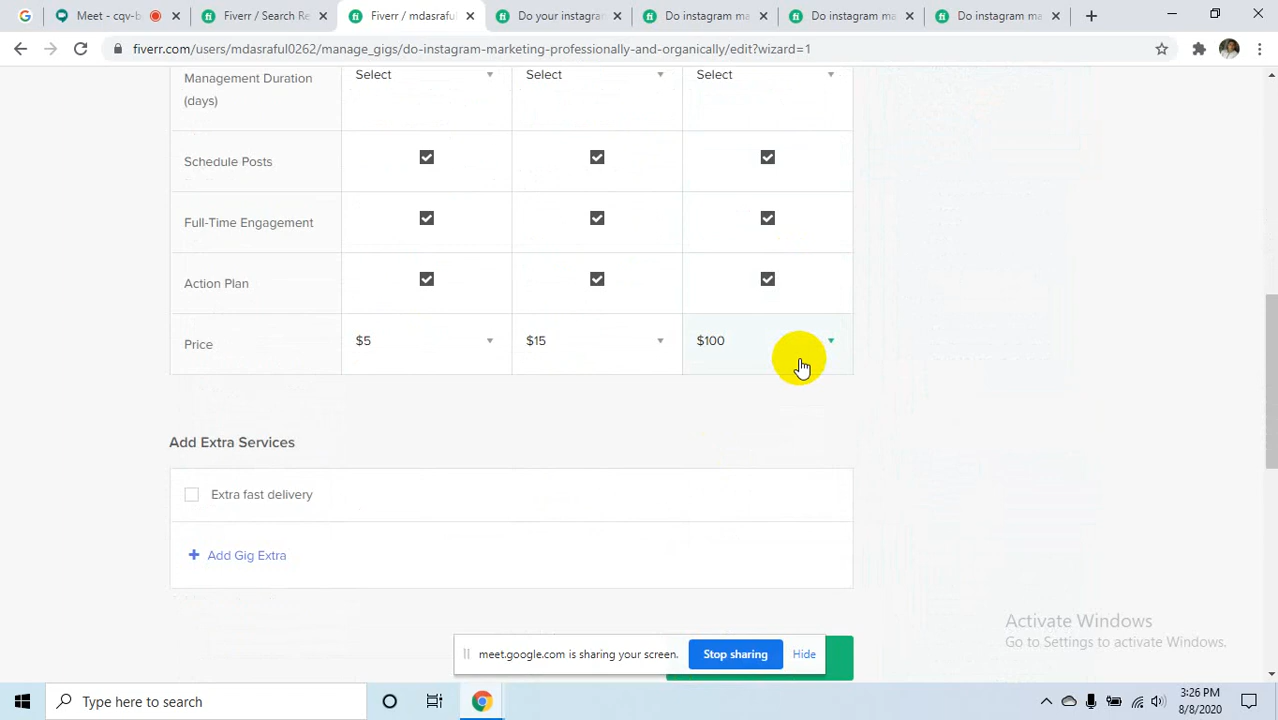 Meet - cqv-b
Fiverr / Search Re
Fiverr / mdasraful
Do your instagram
Do instagram ma
Do instagram ma
Do instagram ma
fiverr.com/users/mdasraful0262/manage_gigs/do-instagram-marketing-professionally-and-organically/edit?wizard=1
Management Duration
(days)
Select
Select
Select
Schedule Posts
Full-Time Engagement
Action Plan
Price
$5
$15
$100
Add Extra Services
Extra fast delivery
+ Add Gig Extra
Activate Windows
Go to Settings to activate Windows.
meet.google.com is sharing your screen.
Stop sharing
Hide
Type here to search
3:26 PM
8/8/2020